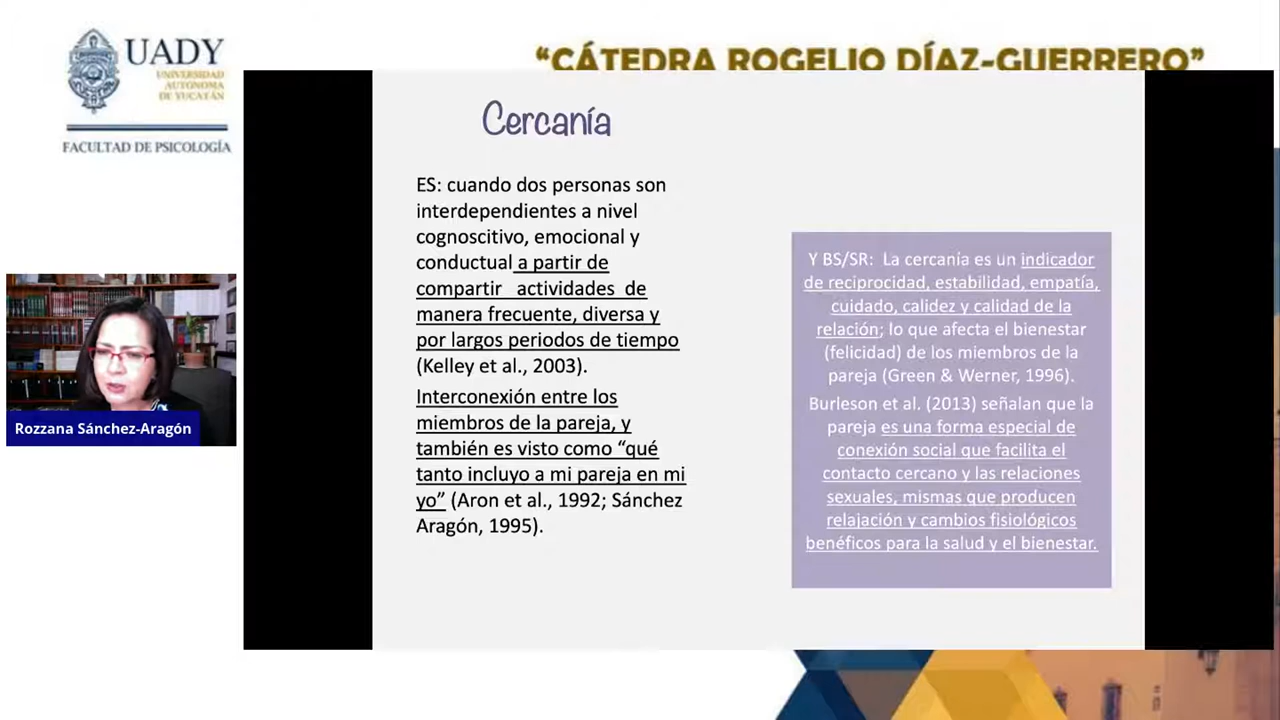 UADY
UNIVERSIDAD
AUTÓNOMA
DE YUCATÁN
FACULTAD DE PSICOLOGÍA
“CÁTEDRA ROGELIO DÍAZ-GUERRERO”
Cercanía
ES: cuando dos personas son
interdependientes a nivel
cognoscitivo, emocional y
conductual a partir de
compartir actividades de
manera frecuente, diversa y
por largos periodos de tiempo
(Kelley et al., 2003).
Interconexión entre los
miembros de la pareja, y
también es visto como “qué
tanto incluyo a mi pareja en mi
yo” (Aron et al., 1992; Sánchez
Aragón, 1995).
Y BS/SR: La cercanía es un indicador
de reciprocidad, estabilidad, empatía,
cuidado, calidez y calidad de la
relación; lo que afecta el bienestar
(felicidad) de los miembros de la
pareja (Green & Werner, 1996).
Burleson et al. (2013) señalan que la
pareja es una forma especial de
conexión social que facilita el
contacto cercano y las relaciones
sexuales, mismas que producen
relajación y cambios fisiológicos
benéficos para la salud y el bienestar.
Rozzana Sánchez-Aragón